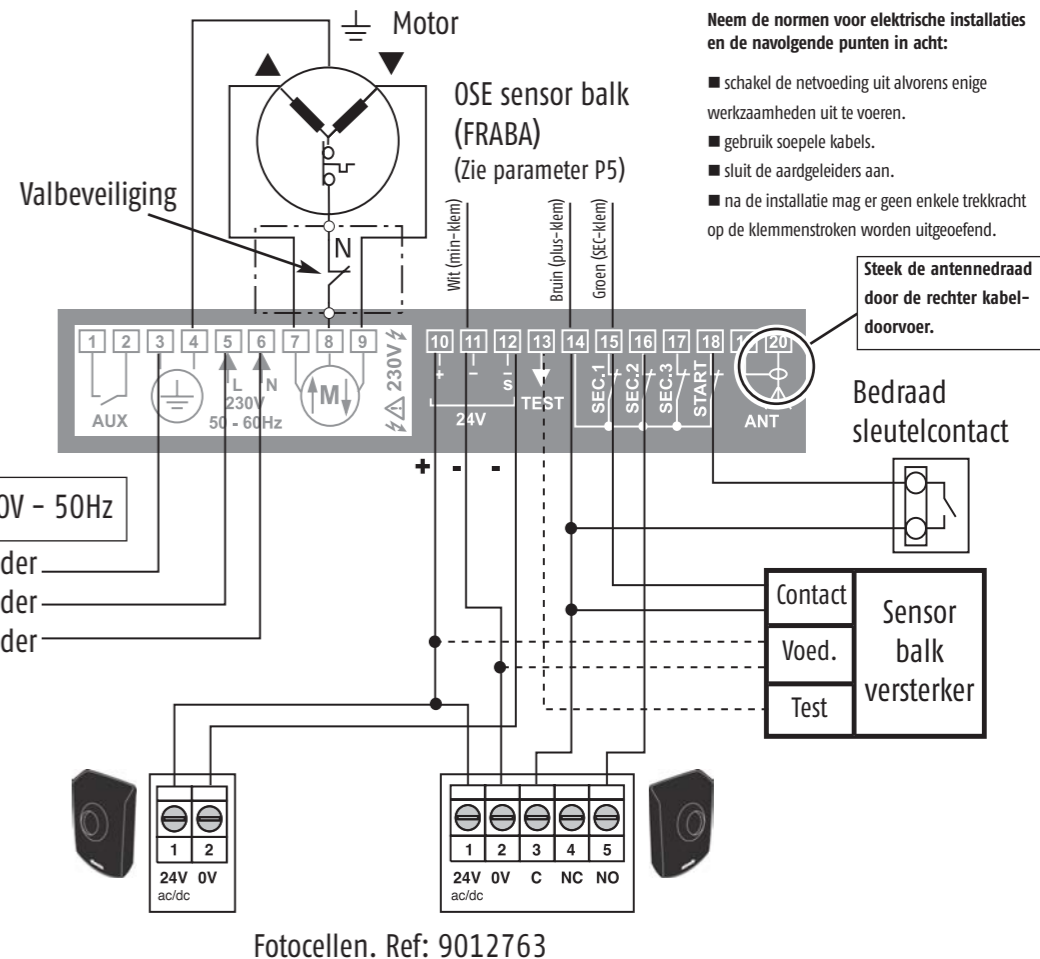 Neem de normen voor elektrische installaties
en de navolgende punten in acht:
■ schakel de netvoeding uit alvorens enige
werkzaamheden uit te voeren.
■ gebruik soepele kabels.
■ sluit de aardgeleiders aan.
■ na de installatie mag er geen enkele trekkracht
op de klemmenstroken worden uitgeoefend.
Motor
OSE sensor balk
(FRABA)
(Zie parameter P5)
Valbeveiliging
N
Wit (min-klem)
Bruin (plus-klem)
Groen (SEC-klem)
Steek de antennedraad
door de rechter kabel-
doorvoer.
1 2 3 4 5 6 7 8 9 10 11 12 13 14 15 16 17 18 20
AUX
L N
230V
50 - 60Hz
M
230V
+ - - S
24V
TEST
SEC.1
SEC.2
SEC.3
START
ANT
+ - -
Bedraad
sleutelcontact
0V - 50Hz
der
der
der
Contact
Voed.
Test
Sensor
balk
versterker
1 2
24V 0V
ac/dc
1 2 3 4 5
24V 0V C NC NO
ac/dc
Fotocellen. Ref: 9012763